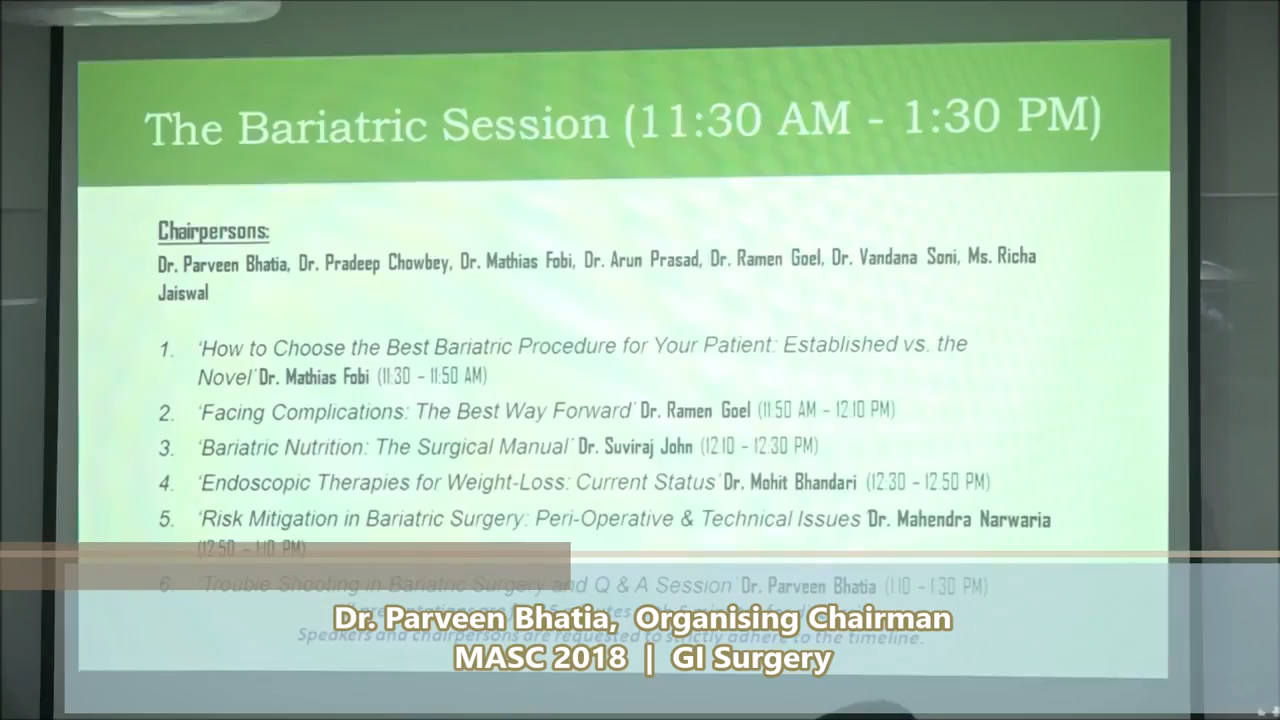 The Bariatric Session (11:30 AM - 1:30 PM)
Chairpersons:
Dr. Parveen Bhatia, Dr. Pradeep Chowbey, Dr. Mathias Fobi, Dr. Arun Prasad, Dr. Ramen Goel, Dr. Vandana Soni, Ms. Richa
Jaiswal
1. 'How to Choose the Best Bariatric Procedure for Your Patient: Established vs. the
Novel' Dr. Mathias Fobi (11:30 - 11:50 AM)
2. 'Facing Complications: The Best Way Forward' Dr. Ramen Goel (11:50 AM - 12:10 PM)
3. 'Bariatric Nutrition: The Surgical Manual' Dr. Suviraj John (12:10 - 12:30 PM)
4. 'Endoscopic Therapies for Weight-Loss: Current Status' Dr. Mohit Bhandari (12:30 - 12:50 PM)
5. 'Risk Mitigation in Bariatric Surgery: Peri-Operative & Technical Issues' Dr. Mahendra Narwaria
(12:50 - 1:10 PM)
6. 'Trouble Shooting in Bariatric Surgery and Q & A Session' Dr. Parveen Bhatia (1:10 - 1:30 PM)
Dr. Parveen Bhatia, Organising Chairman
Speakers and chairpersons are requested to strictly adhere to the timeline.
MASC 2018 | GI Surgery